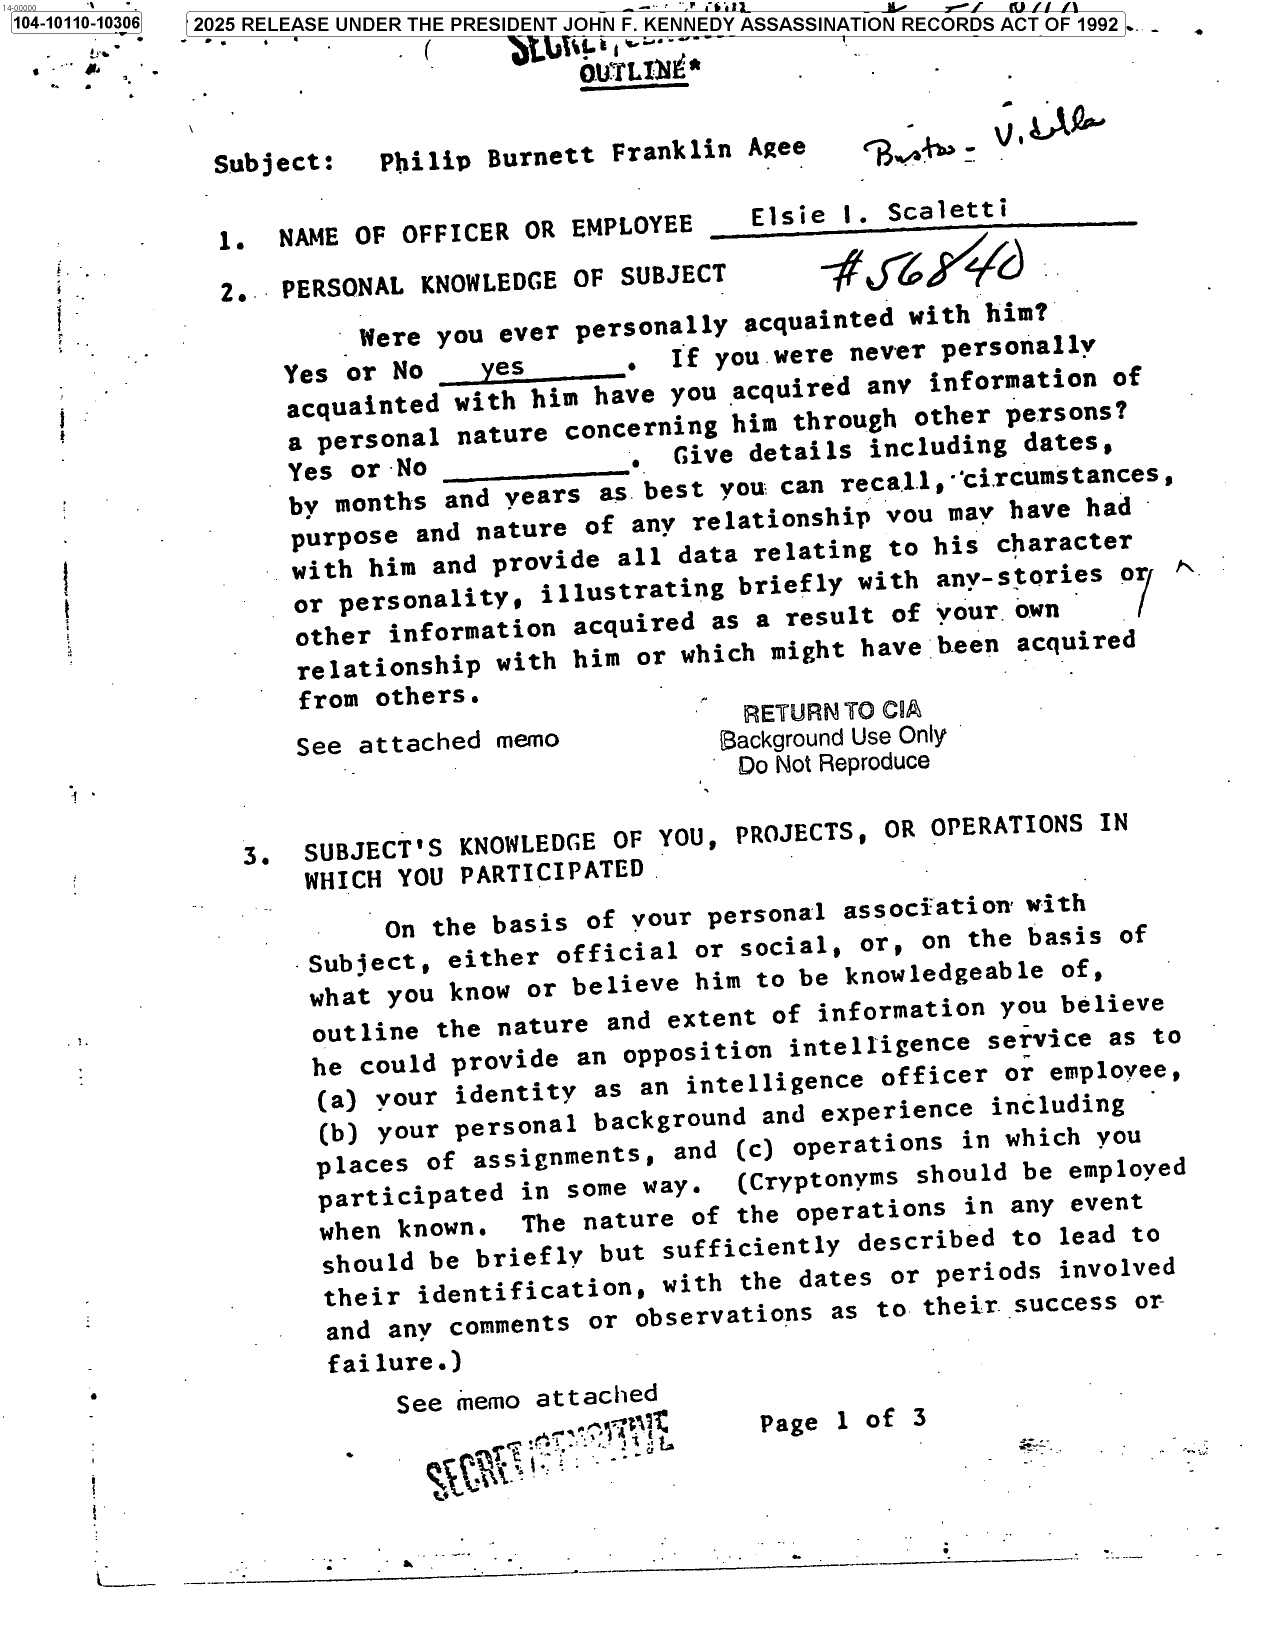 14-00000
104-10110-10306
2025 RELEASE UNDER THE PRESIDENT JOHN F. KENNEDY ASSASSINATION RECORDS ACT OF 1992
OUTLINE*
Subject: Philip Burnett Franklin Agee
Bustos -
1. NAME OF OFFICER OR EMPLOYEE Elsie I. Scaletti
#56840
2. PERSONAL KNOWLEDGE OF SUBJECT
Were you ever personally acquainted with him?
Yes or No yes. If you were never personally
acquainted with him have you acquired any information of
a personal nature concerning him through other persons?
Yes or No ____. Give details including dates,
by months and years as best you can recall, circumstances,
purpose and nature of any relationship you may have had
with him and provide all data relating to his character
or personality, illustrating briefly with any-stories or
other information acquired as a result of your own
relationship with him or which might have been acquired
from others.
RETURN TO CIA
Background Use Only
Do Not Reproduce
See attached memo
3. SUBJECT'S KNOWLEDGE OF YOU, PROJECTS, OR OPERATIONS IN
WHICH YOU PARTICIPATED
On the basis of your personal association with
Subject, either official or social, or, on the basis of
what you know or believe him to be knowledgeable of,
outline the nature and extent of information you believe
he could provide an opposition intelligence service as to
(a) your identity as an intelligence officer or employee,
(b) your personal background and experience including
places of assignments, and (c) operations in which you
participated in some way. (Cryptonyms should be employed
when known. The nature of the operations in any event
should be briefly but sufficiently described to lead to
their identification, with the dates or periods involved
and any comments or observations as to their success or
failure.)
See memo attached
SECRET/SENSITIVE
Page 1 of 3